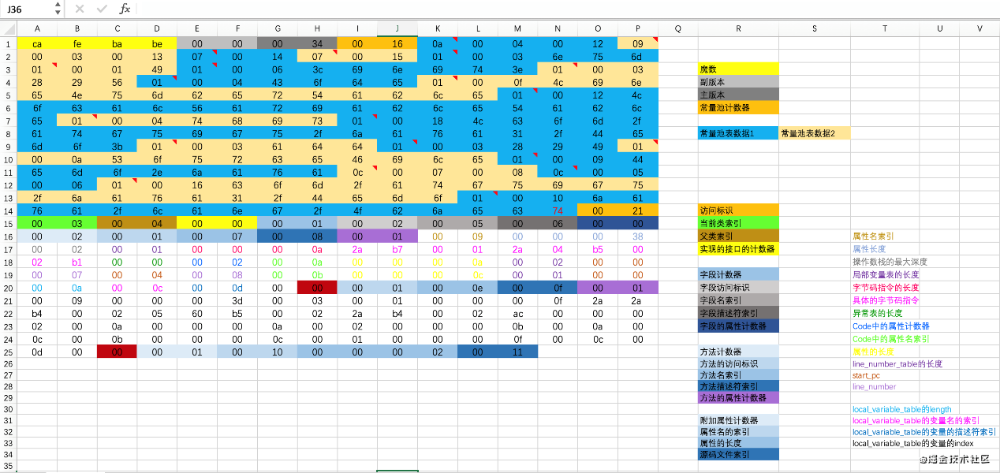 J36 fx
A B C D E F G H I J K L M N O P Q R S T U V
1 ca fe ba be 00 00 00 34 00 16 0a 00 04 00 12 09
2 00 03 00 13 07 00 14 07 00 15 01 00 03 6e 75 6d
3 01 00 01 49 01 00 06 3c 69 6e 69 74 3e 01 00 03 魔数
4 28 29 56 01 00 04 43 6f 64 65 01 00 0f 4c 69 6e 副版本
5 65 4e 75 6d 62 65 72 54 61 62 6c 65 01 00 12 4c 主版本
6 6f 63 61 6c 56 61 72 69 61 62 6c 65 54 61 62 6c 常量池计数器
7 65 01 00 04 74 68 69 73 01 00 18 4c 63 6f 6d 2f
8 61 74 67 75 69 67 75 2f 6a 61 76 61 31 2f 44 65 常量池表数据1 常量池表数据2
9 6d 6f 3b 01 00 03 61 64 64 01 00 03 28 29 49 01
10 00 0a 53 6f 75 72 63 65 46 69 6c 65 01 00 09 44
11 65 6d 6f 2e 6a 61 76 61 0c 00 07 00 08 0c 00 05
12 00 06 01 00 16 63 6f 6d 2f 61 74 67 75 69 67 75
13 2f 6a 61 76 61 31 2f 44 65 6d 6f 01 00 10 6a 61
14 76 61 2f 6c 61 6e 67 2f 4f 62 6a 65 63 74 00 21 访问标识
15 00 03 00 04 00 00 00 01 00 02 00 05 00 06 00 00 当前类索引
16 00 02 00 01 00 07 00 08 00 01 00 09 00 00 00 38 父类索引 属性名索引
17 00 02 00 01 00 00 00 0a 2a b7 00 01 2a 04 b5 00 实现的接口的计数器 属性长度
18 02 b1 00 00 00 02 00 0a 00 00 00 0a 00 02 00 00 操作数栈的最大深度
19 00 07 00 04 00 08 00 0b 00 00 00 0c 00 01 00 00 字段计数器 局部变量表的长度
20 00 0a 00 0c 00 0d 00 00 00 01 00 0e 00 0f 00 01 字段访问标识 字节码指令的长度
21 00 09 00 00 00 3d 00 03 00 01 00 00 00 0f 2a 2a 字段名索引 具体的字节码指令
22 b4 00 02 05 60 b5 00 02 2a b4 00 02 ac 00 00 00 字段描述符索引 异常表的长度
23 02 00 0a 00 00 00 0a 00 02 00 00 00 0b 00 0a 00 字段的属性计数器 Code中的属性计数器
24 0c 00 0b 00 00 00 0c 00 01 00 00 00 0f 00 0c 00 Code中的属性名索引
25 0d 00 00 00 01 00 10 00 00 00 02 00 11 方法计数器 属性的长度
26 方法的访问标识 line_number_table的长度
27 方法名索引 start_pc
28 方法描述符索引 line_number
29 方法的属性计数器
30 local_variable_table的length
31 附加属性计数器 local_variable_table的变量名的索引
32 属性名的索引 local_variable_table的变量的描述符索引
33 属性的长度 local_variable_table的变量的index
34 源码文件索引
35
@掘金技术社区